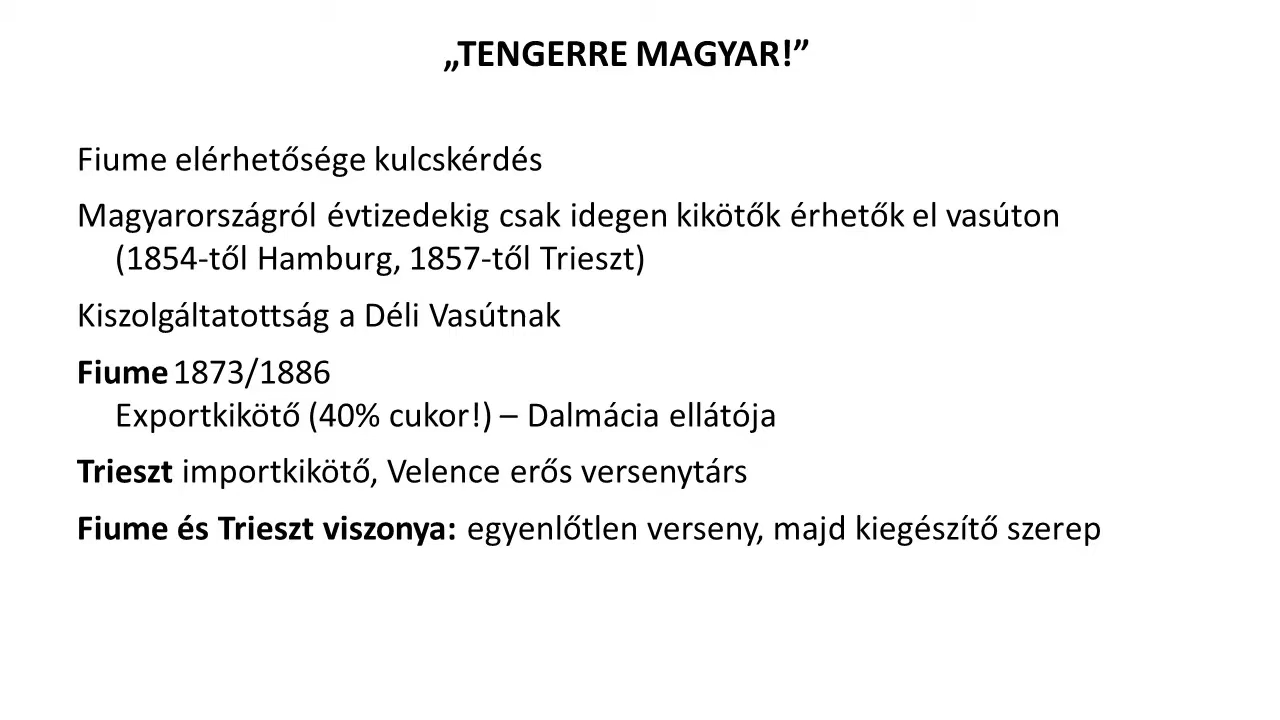 „TENGERRE MAGYAR!”
Fiume elérhetősége kulcskérdés
Magyarországról évtizedekig csak idegen kikötők érhetők el vasúton
(1854-től Hamburg, 1857-től Trieszt)
Kiszolgáltatottság a Déli Vasútnak
Fiume 1873/1886
Exportkikötő (40% cukor!) – Dalmácia ellátója
Trieszt importkikötő, Velence erős versenytárs
Fiume és Trieszt viszonya: egyenlőtlen verseny, majd kiegészítő szerep